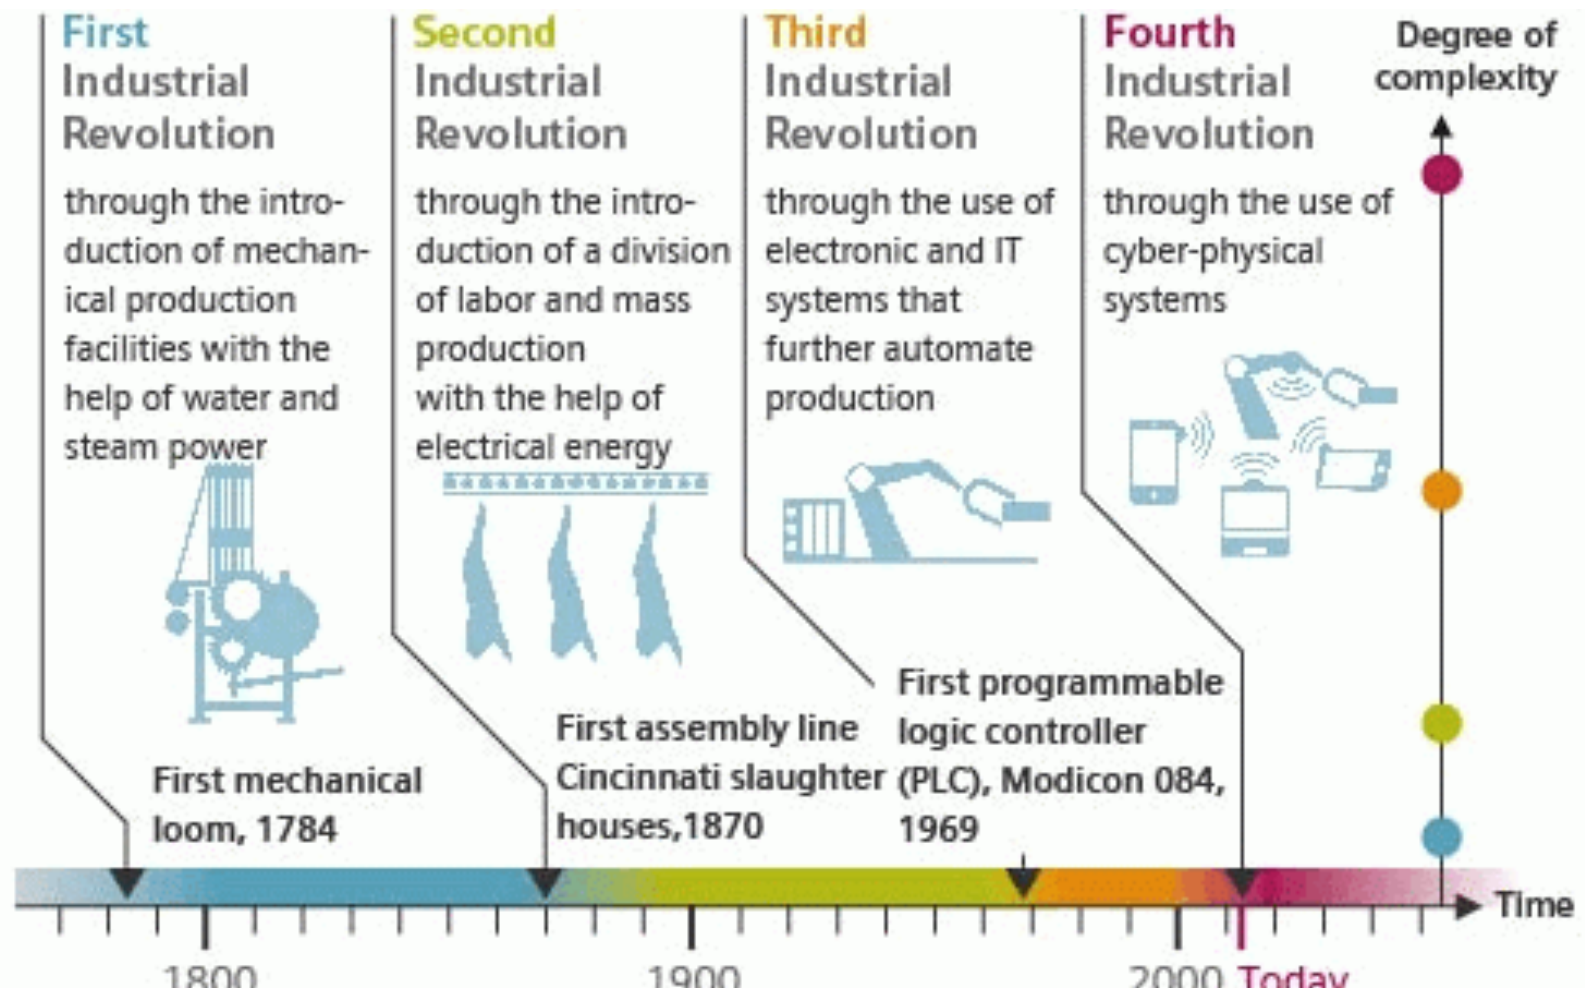 First
Industrial
Revolution
through the intro-
duction of mechan-
ical production
facilities with the
help of water and
steam power
First mechanical
loom, 1784
Second
Industrial
Revolution
through the intro-
duction of a division
of labor and mass
production
with the help of
electrical energy
First assembly line
Cincinnati slaughter
houses,1870
Third
Industrial
Revolution
through the use of
electronic and IT
systems that
further automate
production
First programmable
logic controller
(PLC), Modicon 084,
1969
Fourth
Industrial
Revolution
through the use of
cyber-physical
systems
Degree of
complexity
Time
1800
1900
2000
Today